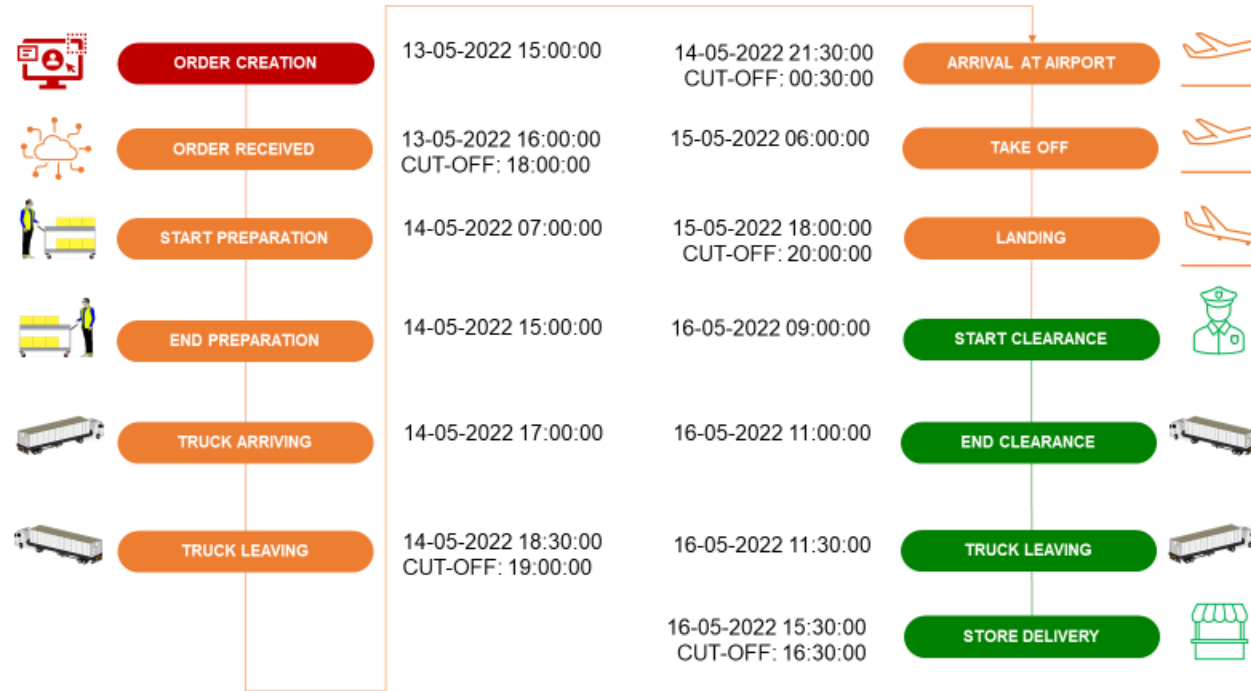 ORDER CREATION
13-05-2022 15:00:00
ORDER RECEIVED
13-05-2022 16:00:00
CUT-OFF: 18:00:00
START PREPARATION
14-05-2022 07:00:00
END PREPARATION
14-05-2022 15:00:00
TRUCK ARRIVING
14-05-2022 17:00:00
TRUCK LEAVING
14-05-2022 18:30:00
CUT-OFF: 19:00:00
14-05-2022 21:30:00
CUT-OFF: 00:30:00
ARRIVAL AT AIRPORT
15-05-2022 06:00:00
TAKE OFF
15-05-2022 18:00:00
CUT-OFF: 20:00:00
LANDING
16-05-2022 09:00:00
START CLEARANCE
16-05-2022 11:00:00
END CLEARANCE
16-05-2022 11:30:00
TRUCK LEAVING
16-05-2022 15:30:00
CUT-OFF: 16:30:00
STORE DELIVERY